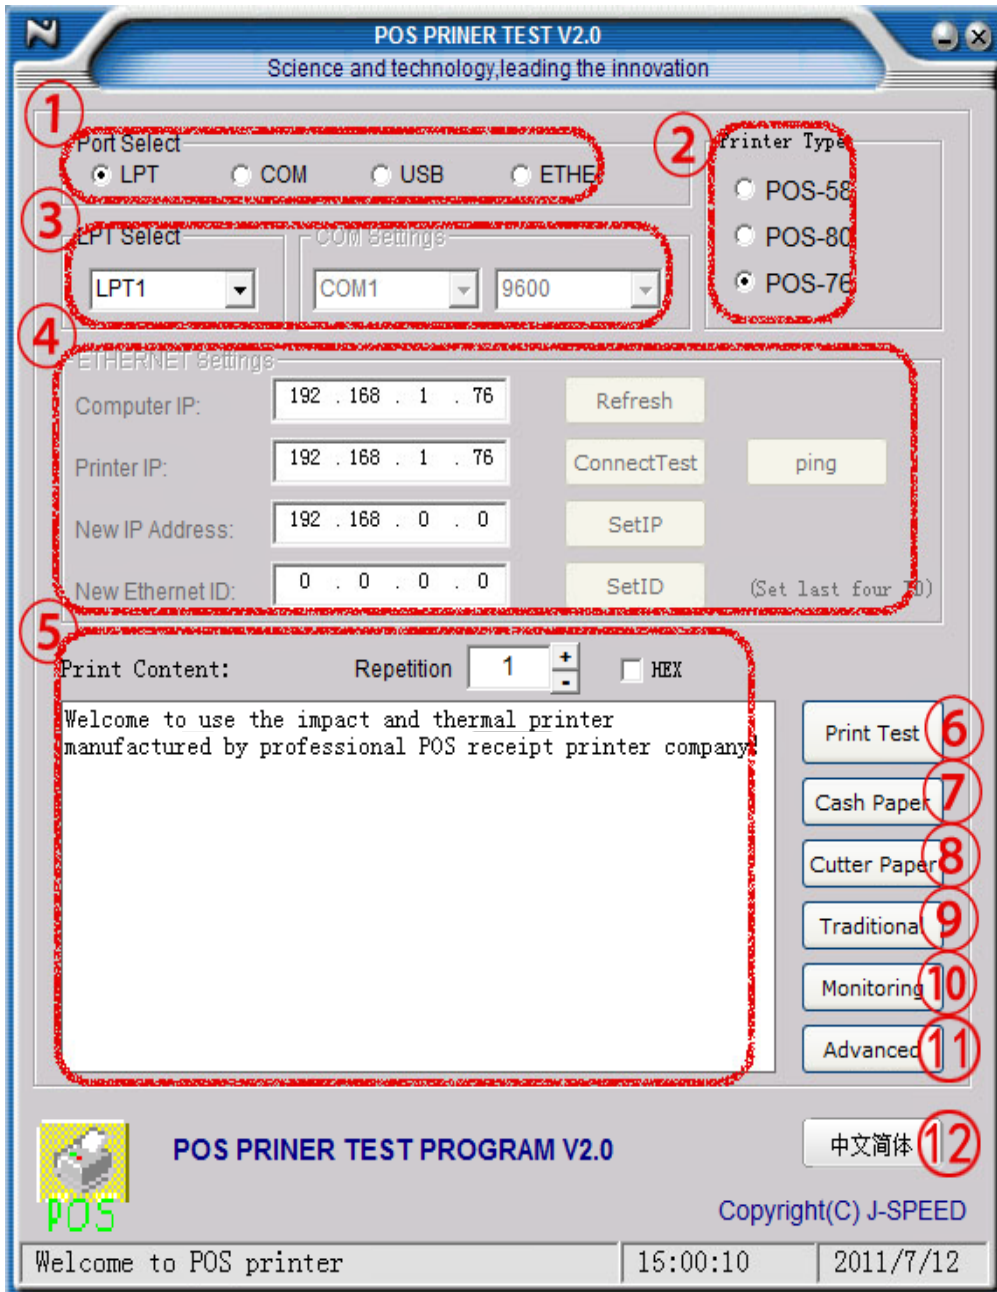 POS PRINER TEST V2.0
Science and technology,leading the innovation
1
Port Select
LPT COM USB ETHE
2
Printer Type
POS-58
POS-80
POS-76
3
LPT Select COM Settings
LPT1 COM1 9600
4
ETHERNET Settings
Computer IP: 192 . 168 . 1 . 76 Refresh
Printer IP: 192 . 168 . 1 . 76 ConnectTest ping
New IP Address: 192 . 168 . 0 . 0 SetIP
New Ethernet ID: 0 . 0 . 0 . 0 SetID (Set last four ID)
5
Print Content: Repetition 1 + - HEX
Welcome to use the impact and thermal printer
manufactured by professional POS receipt printer company!
Print Test 6
Cash Paper 7
Cutter Paper 8
Traditional 9
Monitoring 10
Advanced 11
POS
POS PRINER TEST PROGRAM V2.0
中文简体 12
Copyright(C) J-SPEED
Welcome to POS printer 15:00:10 2011/7/12